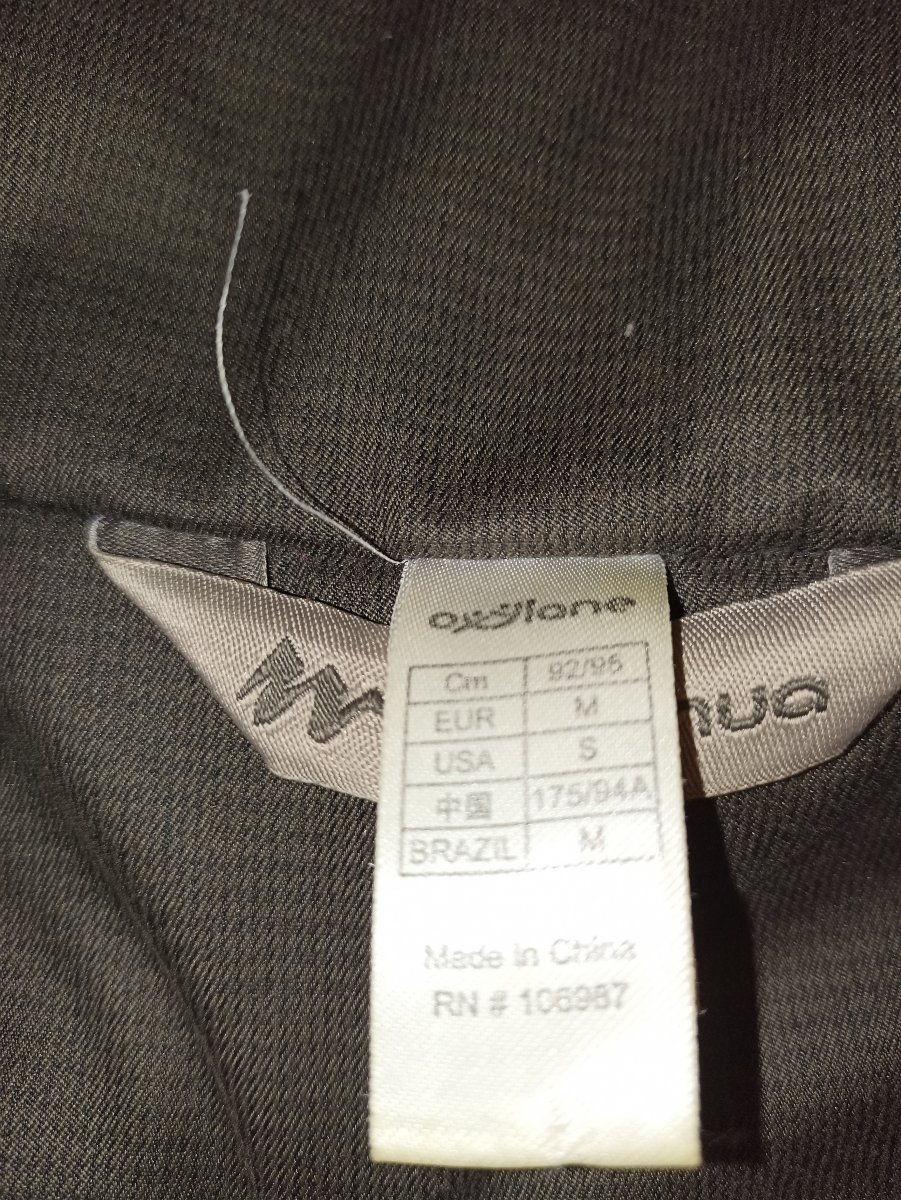 oxylane
Cm 92/95
EUR M
USA S
中国 175/94A
BRAZIL M
Made in China
RN # 106987